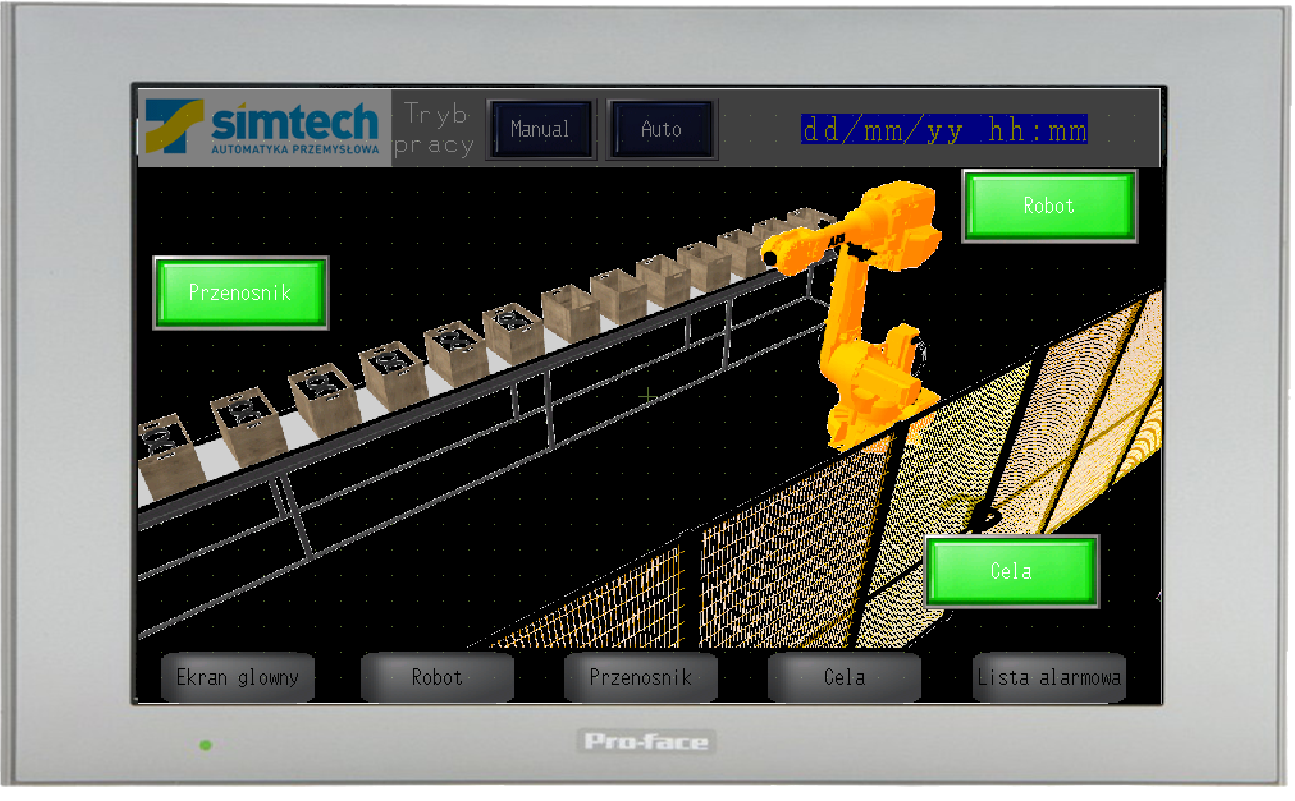 simtech
AUTOMATYKA PRZEMYSŁOWA
Tryb
pracy
Manual
Auto
dd/mm/yy hh:mm
Robot
Przenosnik
Cela
Ekran glowny
Robot
Przenosnik
Cela
Lista alarmowa
Pro-face